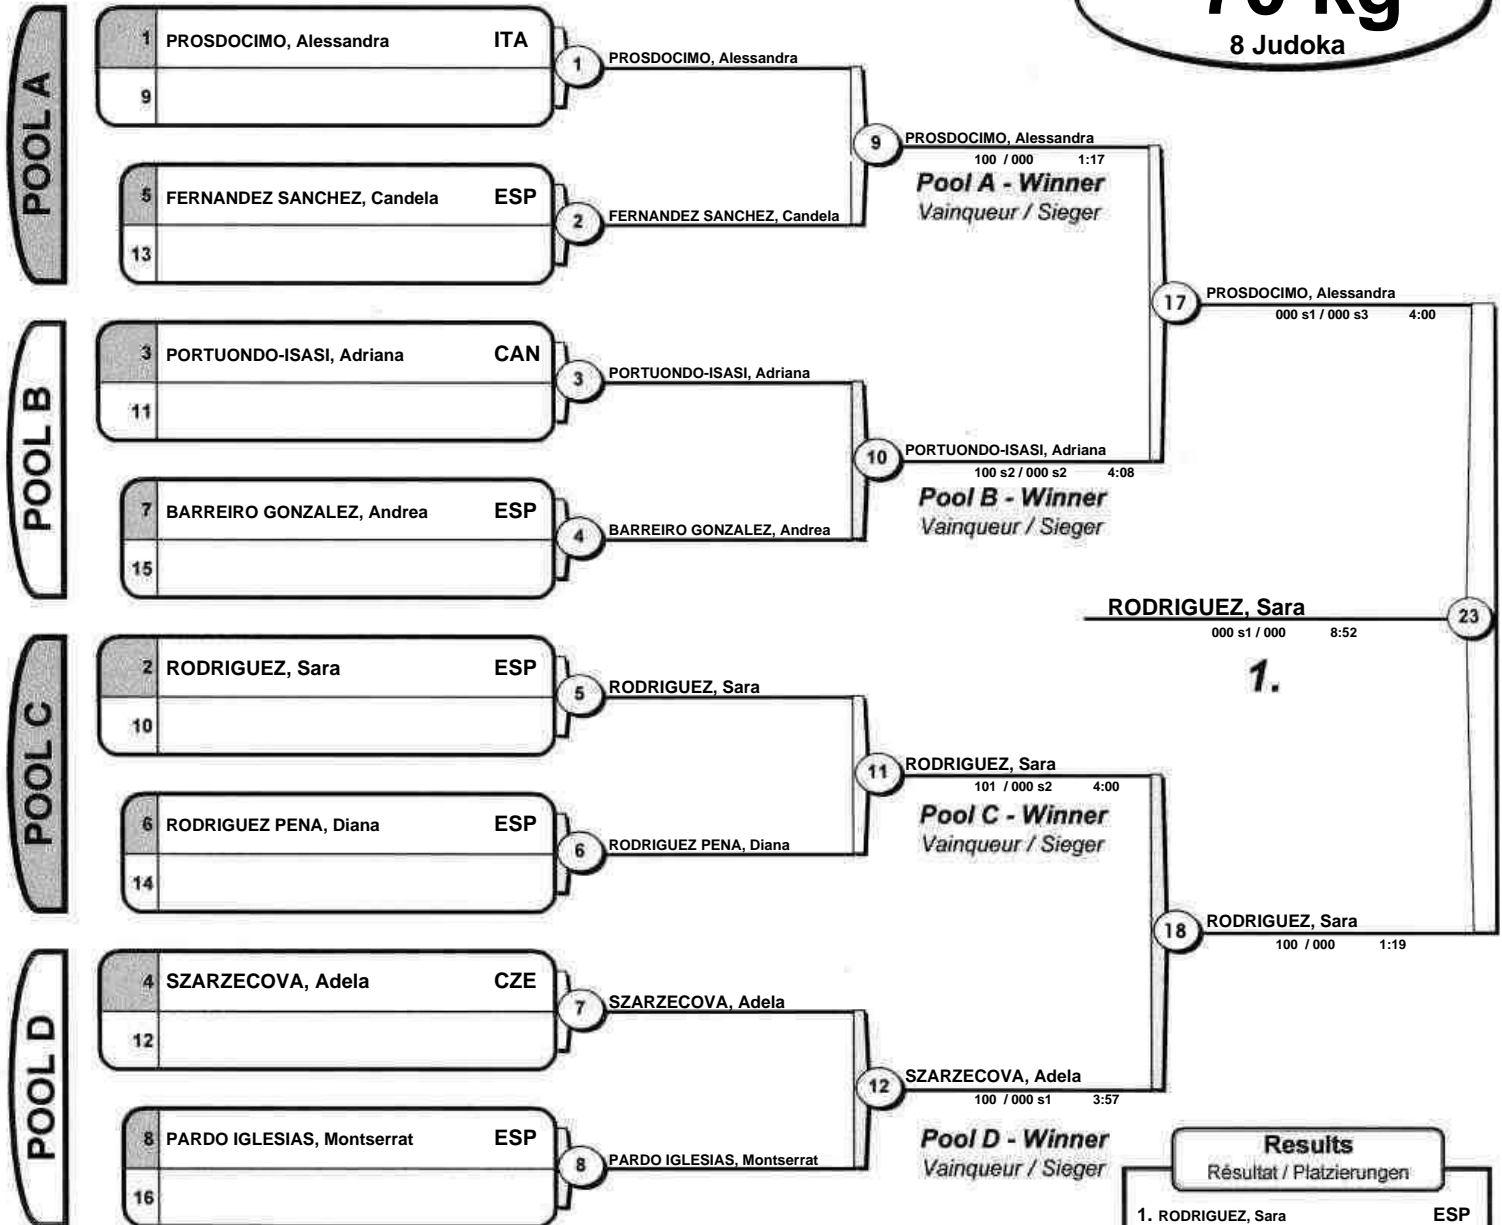 70 kg
8 Judoka
POOL A
1 PROSDOCIMO, Alessandra ITA
9
1 PROSDOCIMO, Alessandra
5 FERNANDEZ SANCHEZ, Candela ESP
13
2 FERNANDEZ SANCHEZ, Candela
9 PROSDOCIMO, Alessandra
100 / 000 1:17
Pool A - Winner
Vainqueur / Sieger
POOL B
3 PORTUONDO-ISASI, Adriana CAN
11
3 PORTUONDO-ISASI, Adriana
7 BARREIRO GONZALEZ, Andrea ESP
15
4 BARREIRO GONZALEZ, Andrea
10 PORTUONDO-ISASI, Adriana
100 s2 / 000 s2 4:08
Pool B - Winner
Vainqueur / Sieger
17 PROSDOCIMO, Alessandra
000 s1 / 000 s3 4:00
RODRIGUEZ, Sara 23
000 s1 / 000 8:52
1.
POOL C
2 RODRIGUEZ, Sara ESP
10
5 RODRIGUEZ, Sara
6 RODRIGUEZ PENA, Diana ESP
14
6 RODRIGUEZ PENA, Diana
11 RODRIGUEZ, Sara
101 / 000 s2 4:00
Pool C - Winner
Vainqueur / Sieger
18 RODRIGUEZ, Sara
100 / 000 1:19
POOL D
4 SZARZECOVA, Adela CZE
12
7 SZARZECOVA, Adela
8 PARDO IGLESIAS, Montserrat ESP
16
8 PARDO IGLESIAS, Montserrat
12 SZARZECOVA, Adela
100 / 000 s1 3:57
Pool D - Winner
Vainqueur / Sieger
Results
Résultat / Platzierungen
1. RODRIGUEZ, Sara ESP